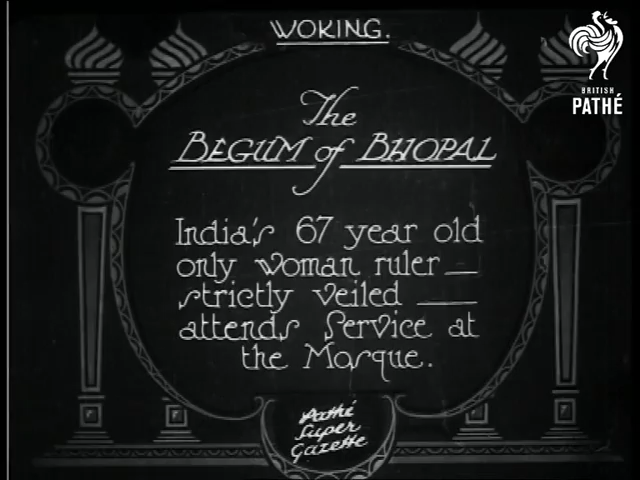 WOKING.
BRITISH
PATHÉ
The
BEGUM of BHOPAL
India's 67 year old
only woman ruler —
strictly veiled —
attends Service at
the Mosque.
Pathé
Super
Gazette